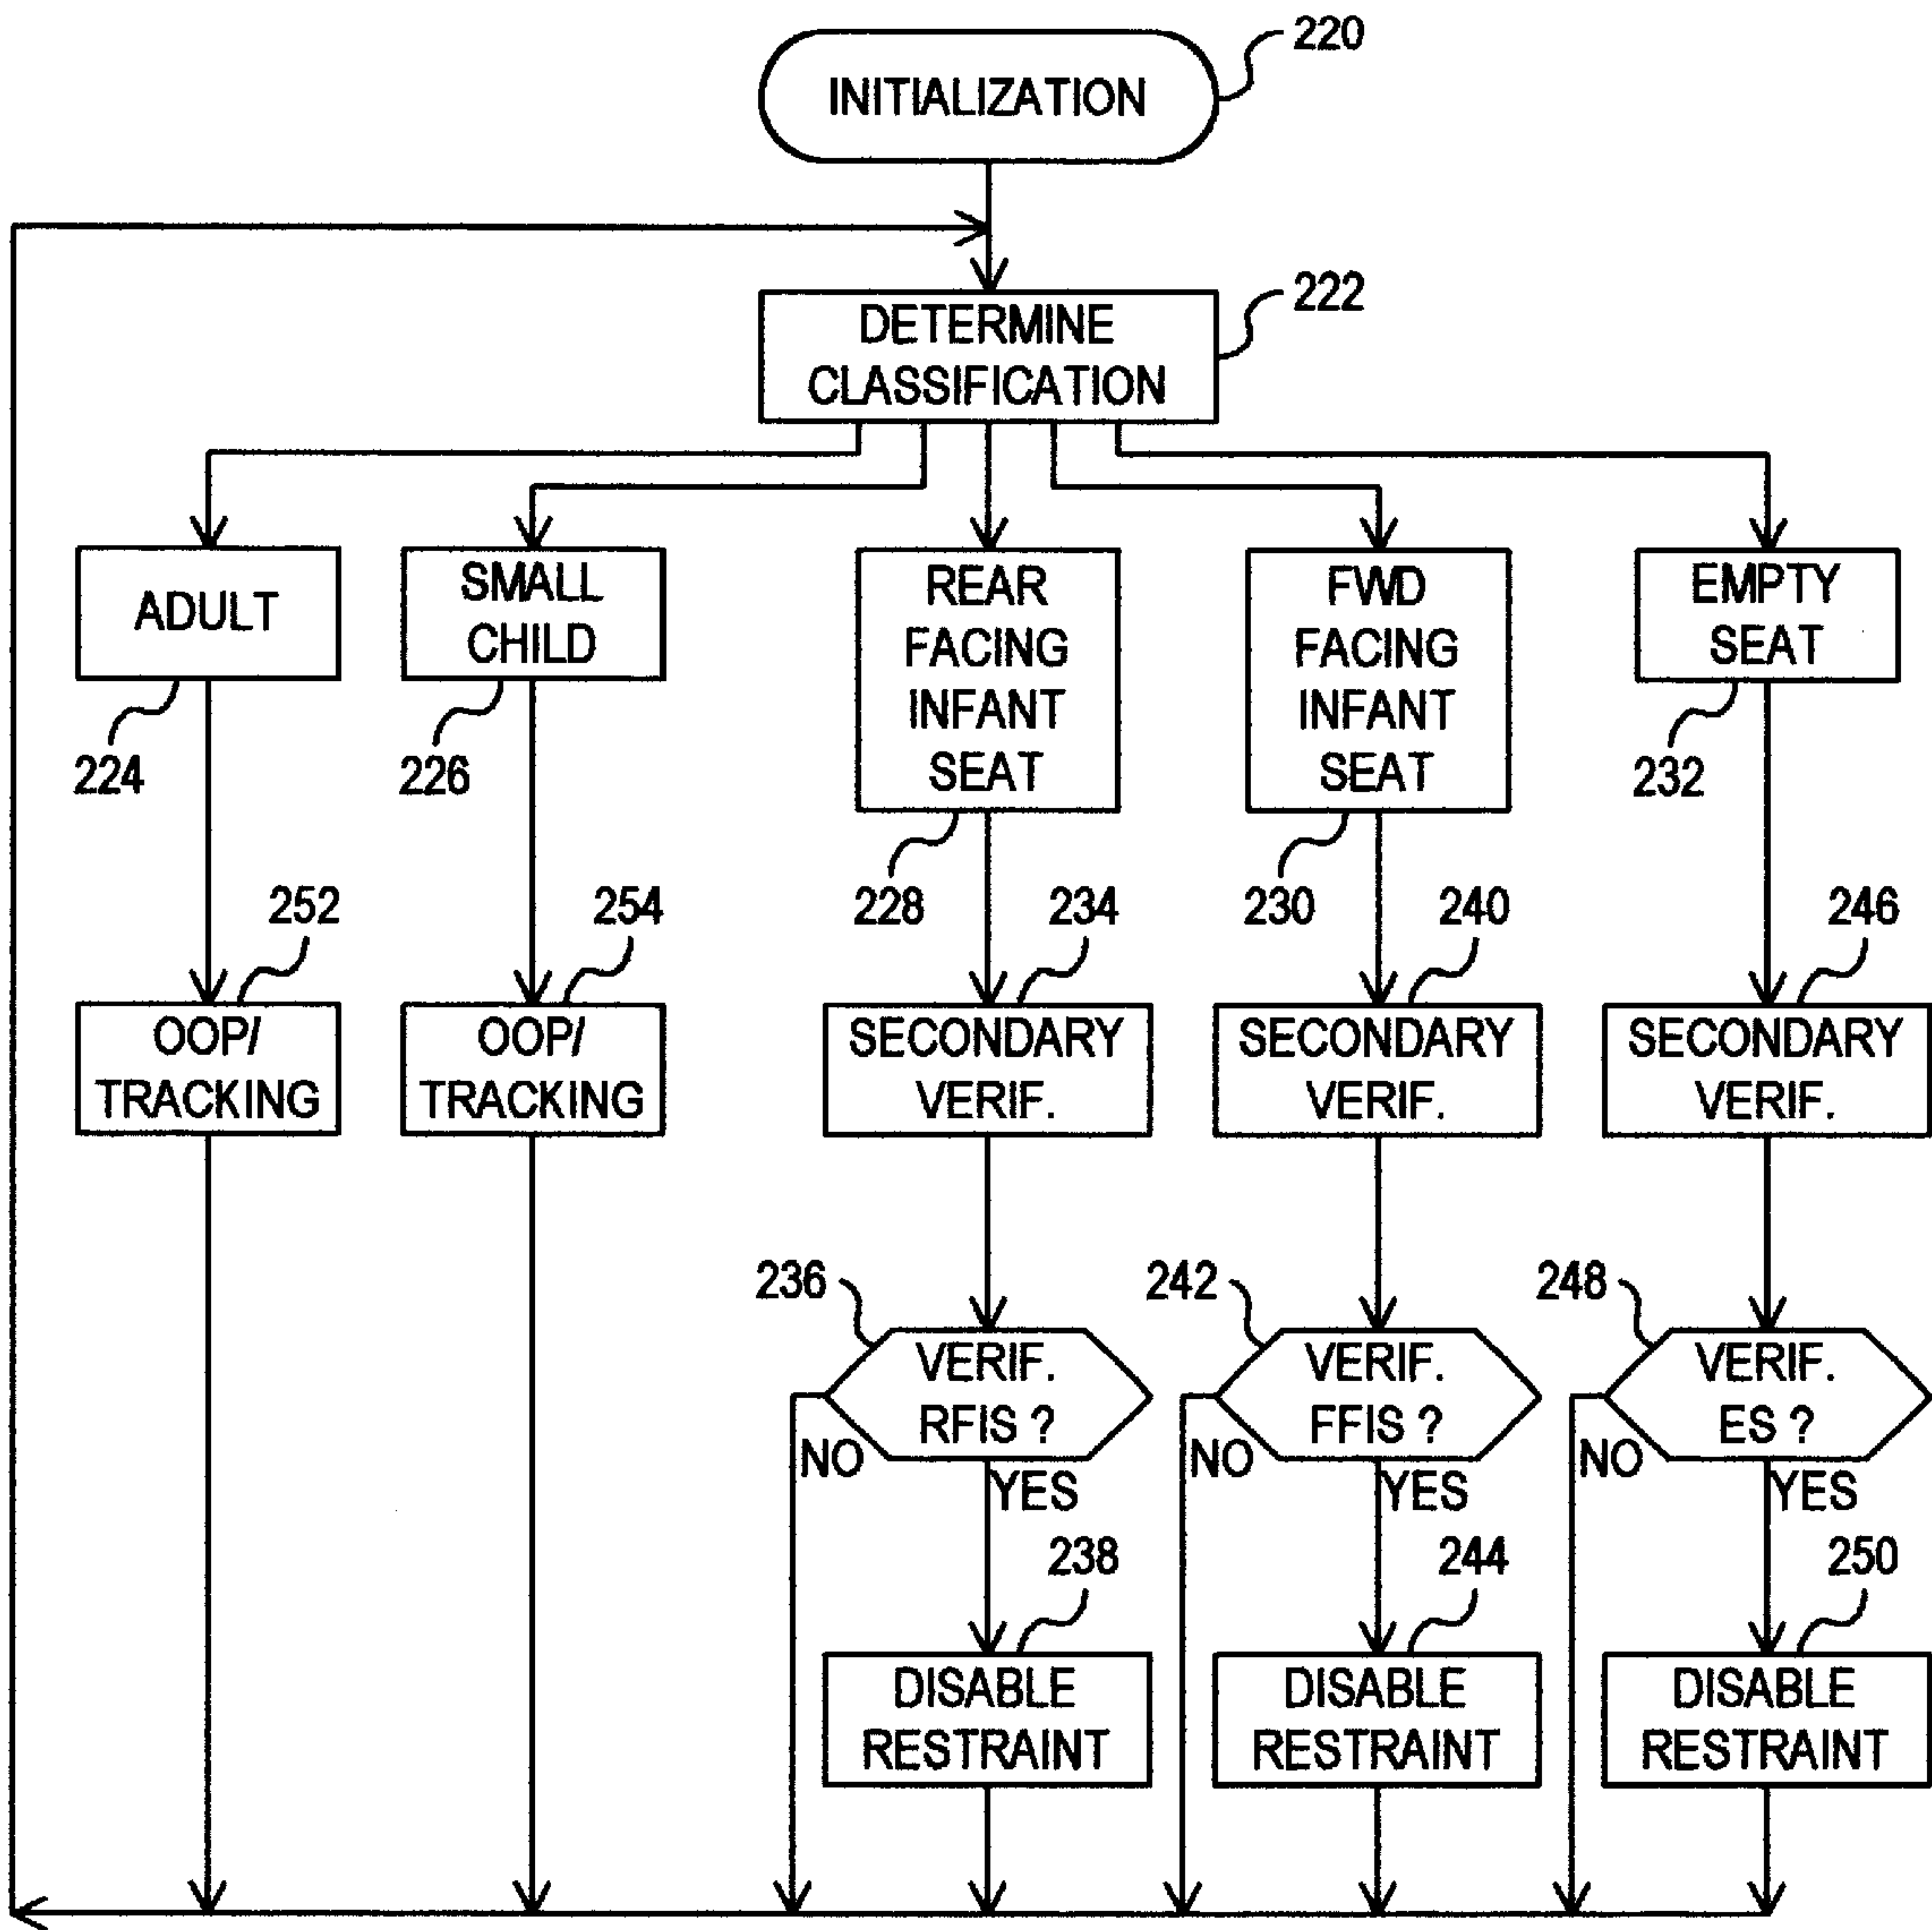 220
INITIALIZATION
222
DETERMINE
CLASSIFICATION
ADULT
224
SMALL
CHILD
226
REAR
FACING
INFANT
SEAT
228
FWD
FACING
INFANT
SEAT
230
EMPTY
SEAT
232
252
OOP/
TRACKING
254
OOP/
TRACKING
234
SECONDARY
VERIF.
240
SECONDARY
VERIF.
246
SECONDARY
VERIF.
236
VERIF.
RFIS ?
NO
YES
242
VERIF.
FFIS ?
NO
YES
248
VERIF.
ES ?
NO
YES
238
DISABLE
RESTRAINT
244
DISABLE
RESTRAINT
250
DISABLE
RESTRAINT